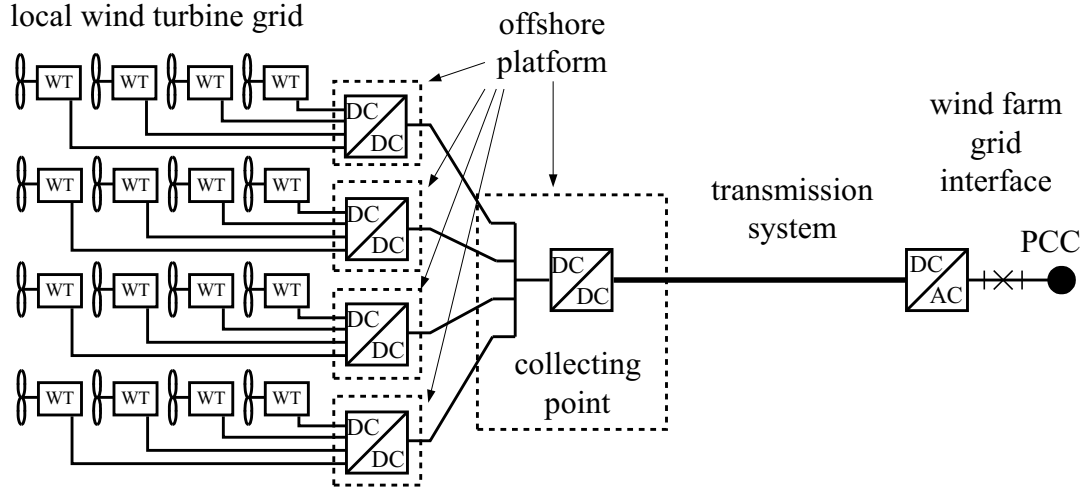 local wind turbine grid
offshore
platform
WT WT WT WT
DC
DC
wind farm
grid
interface
WT WT WT WT
DC
DC
transmission
system
PCC
DC
DC
DC
AC
WT WT WT WT
DC
DC
collecting
point
WT WT WT WT
DC
DC